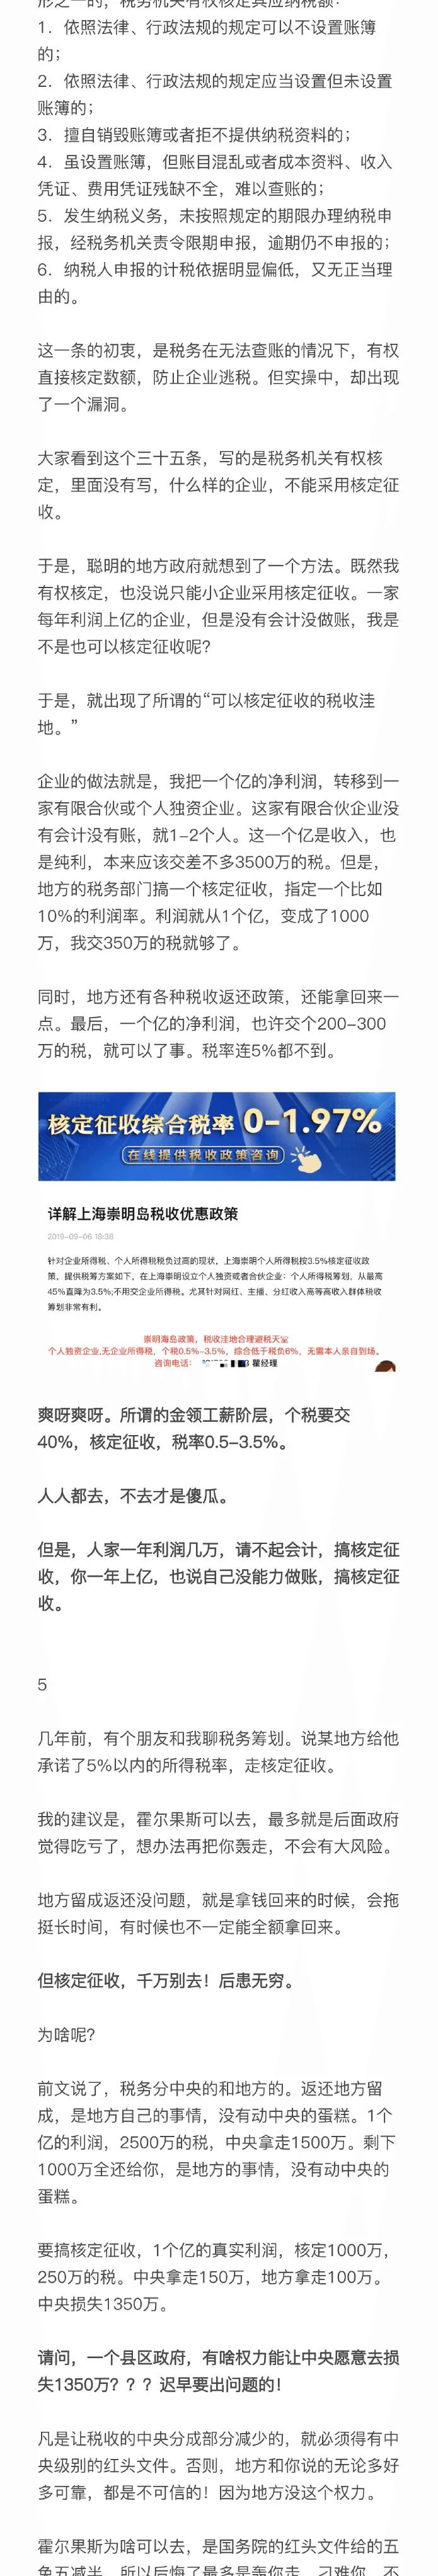 形之一的，税务机关有权核定其应纳税额：
1．依照法律、行政法规的规定可以不设置账簿
的；
2．依照法律、行政法规的规定应当设置但未设置
账簿的；
3．擅自销毁账簿或者拒不提供纳税资料的；
4．虽设置账簿，但账目混乱或者成本资料、收入
凭证、费用凭证残缺不全，难以查账的；
5．发生纳税义务，未按照规定的期限办理纳税申
报，经税务机关责令限期申报，逾期仍不申报的；
6．纳税人申报的计税依据明显偏低，又无正当理
由的。
这一条的初衷，是税务在无法查账的情况下，有权
直接核定数额，防止企业逃税。但实操中，却出现
了一个漏洞。
大家看到这个三十五条，写的是税务机关有权核
定，里面没有写，什么样的企业，不能采用核定征
收。
于是，聪明的地方政府就想到了一个方法。既然我
有权核定，也没说只能小企业采用核定征收。一家
每年利润上亿的企业，但是没有会计没做账，我是
不是也可以核定征收呢？
于是，就出现了所谓的“可以核定征收的税收洼
地。”
企业的做法就是，我把一个亿的净利润，转移到一
家有限合伙或个人独资企业。这家有限合伙企业没
有会计没有账，就1-2个人。这一个亿是收入，也
是纯利，本来应该交差不多3500万的税。但是，
地方的税务部门搞一个核定征收，指定一个比如
10%的利润率。利润就从1个亿，变成了1000
万，我交350万的税就够了。
同时，地方还有各种税收返还政策，还能拿回来一
点。最后，一个亿的净利润，也许交个200-300
万的税，就可以了事。税率连5%都不到。
核定征收综合税率 0-1.97%
在线提供税收政策咨询
详解上海崇明岛税收优惠政策
2019-09-06 18:36
针对企业所得税、个人所得税税负过高的现状，上海崇明个人所得税按3.5%核定征收政
策，提供税筹方案如下，在上海崇明设立个人独资或者合伙企业：个人所得税筹划，从最高
45%直降为3.5%;不用交企业所得税。尤其针对网红、主播、分红收入高等高收入群体税收
筹划非常有利。
崇明海岛政策，税收洼地合理避税天堂
个人独资企业,无企业所得税，个税0.5%-3.5%，综合低于税负6%，无需本人亲自到场。
咨询电话： 瞿经理
爽呀爽呀。所谓的金领工薪阶层，个税要交
40%，核定征收，税率0.5-3.5%。
人人都去，不去才是傻瓜。
但是，人家一年利润几万，请不起会计，搞核定征
收，你一年上亿，也说自己没能力做账，搞核定征
收。
5
几年前，有个朋友和我聊税务筹划。说某地方给他
承诺了5%以内的所得税率，走核定征收。
我的建议是，霍尔果斯可以去，最多就是后面政府
觉得吃亏了，想办法再把你轰走，不会有大风险。
地方留成返还没问题，就是拿钱回来的时候，会拖
挺长时间，有时候也不一定能全额拿回来。
但核定征收，千万别去！后患无穷。
为啥呢？
前文说了，税务分中央的和地方的。返还地方留
成，是地方自己的事情，没有动中央的蛋糕。1个
亿的利润，2500万的税，中央拿走1500万。剩下
1000万全还给你，是地方的事情，没有动中央的
蛋糕。
要搞核定征收，1个亿的真实利润，核定1000万，
250万的税。中央拿走150万，地方拿走100万。
中央损失1350万。
请问，一个县区政府，有啥权力能让中央愿意去损
失1350万？？？迟早要出问题的！
凡是让税收的中央分成部分减少的，就必须得有中
央级别的红头文件。否则，地方和你说的无论多好
多可靠，都是不可信的！因为地方没这个权力。
霍尔果斯为啥可以去，是国务院的红头文件给的五
免五减半。所以后悔了最多是轰你走，刁难你，不